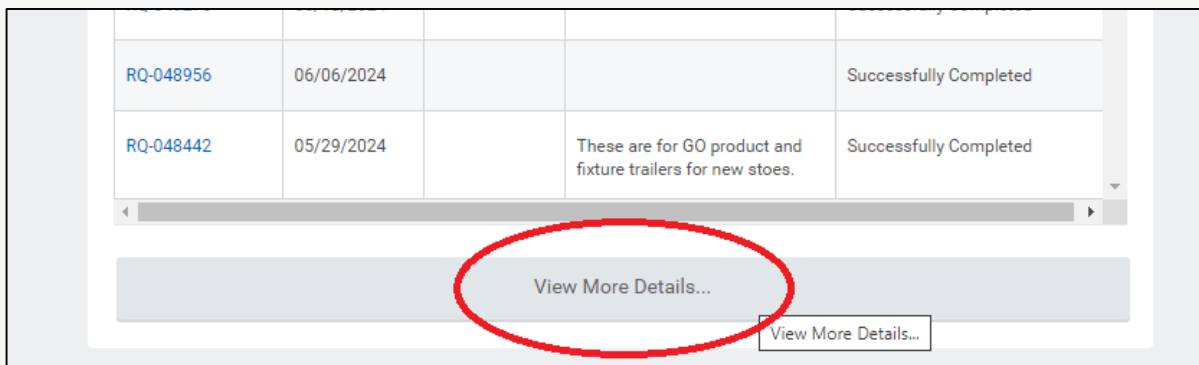 RQ-048956 06/06/2024 Successfully Completed
RQ-048442 05/29/2024 These are for GO product and Successfully Completed
fixture trailers for new stoes.
View More Details...
View More Details...